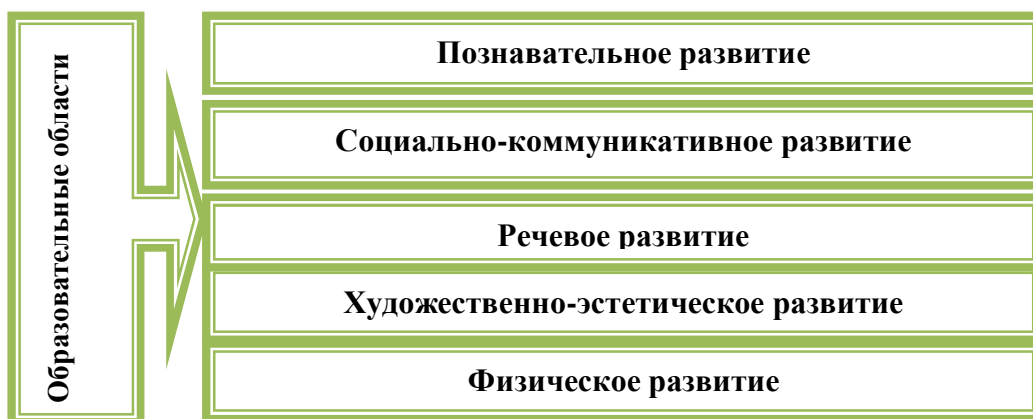 Образовательные области
Познавательное развитие
Социально-коммуникативное развитие
Речевое развитие
Художественно-эстетическое развитие
Физическое развитие